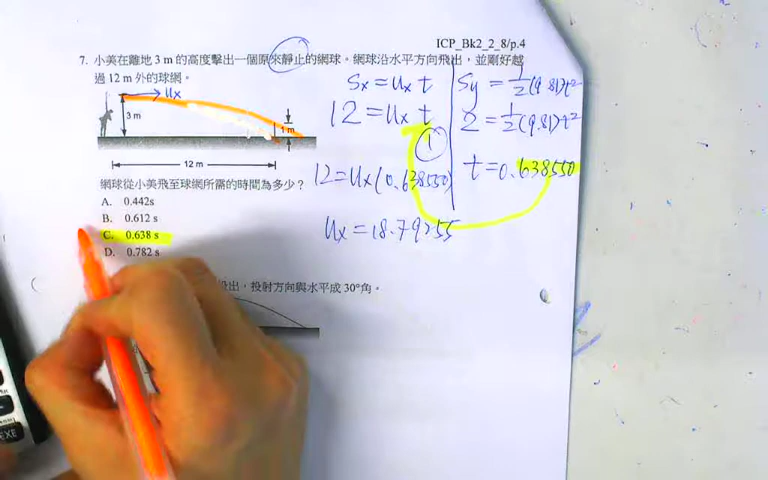 ICP_Bk2_2_8/p.4
7. 小美在離地 3 m 的高度擊出一個原來靜止的網球。網球沿水平方向飛出，並剛好越
過 12 m 外的球網。
ux
3 m
1 m
12 m
Sx = ux t
12 = ux t
①
12 = ux (0.638550)
ux = 18.79255
Sy = 1/2 (9.81)t²
2 = 1/2 (9.81)t²
t = 0.638550
網球從小美飛至球網所需的時間為多少？
A. 0.442s
B. 0.612 s
C. 0.638 s
D. 0.782 s
出，投射方向與水平成 30°角。
EXE